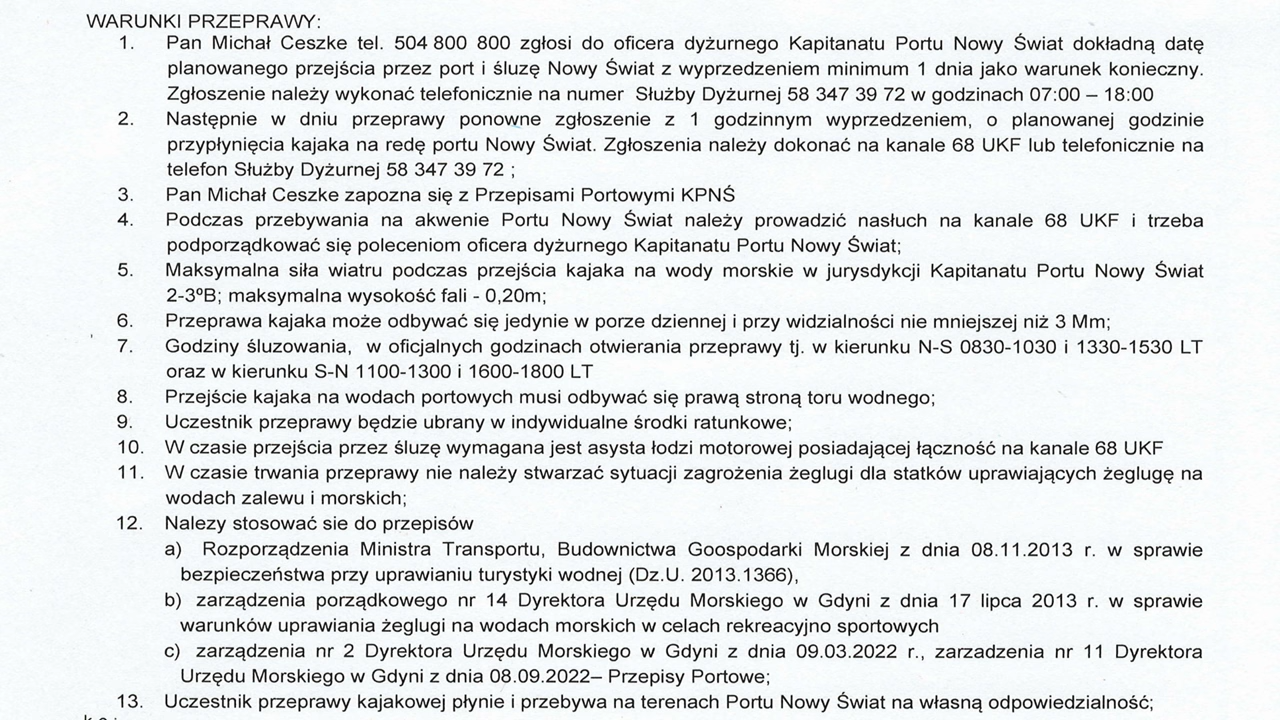 WARUNKI PRZEPRAWY:
1. Pan Michał Ceszke tel. 504 800 800 zgłosi do oficera dyżurnego Kapitanatu Portu Nowy Świat dokładną datę
planowanego przejścia przez port i śluzę Nowy Świat z wyprzedzeniem minimum 1 dnia jako warunek konieczny.
Zgłoszenie należy wykonać telefonicznie na numer Służby Dyżurnej 58 347 39 72 w godzinach 07:00 – 18:00
2. Następnie w dniu przeprawy ponowne zgłoszenie z 1 godzinnym wyprzedzeniem, o planowanej godzinie
przypłynięcia kajaka na redę portu Nowy Świat. Zgłoszenia należy dokonać na kanale 68 UKF lub telefonicznie na
telefon Służby Dyżurnej 58 347 39 72 ;
3. Pan Michał Ceszke zapozna się z Przepisami Portowymi KPNŚ
4. Podczas przebywania na akwenie Portu Nowy Świat należy prowadzić nasłuch na kanale 68 UKF i trzeba
podporządkować się poleceniom oficera dyżurnego Kapitanatu Portu Nowy Świat;
5. Maksymalna siła wiatru podczas przejścia kajaka na wody morskie w jurysdykcji Kapitanatu Portu Nowy Świat
2-3ºB; maksymalna wysokość fali - 0,20m;
6. Przeprawa kajaka może odbywać się jedynie w porze dziennej i przy widzialności nie mniejszej niż 3 Mm;
7. Godziny śluzowania, w oficjalnych godzinach otwierania przeprawy tj. w kierunku N-S 0830-1030 i 1330-1530 LT
oraz w kierunku S-N 1100-1300 i 1600-1800 LT
8. Przejście kajaka na wodach portowych musi odbywać się prawą stroną toru wodnego;
9. Uczestnik przeprawy będzie ubrany w indywidualne środki ratunkowe;
10. W czasie przejścia przez śluzę wymagana jest asysta łodzi motorowej posiadającej łączność na kanale 68 UKF
11. W czasie trwania przeprawy nie należy stwarzać sytuacji zagrożenia żeglugi dla statków uprawiających żeglugę na
wodach zalewu i morskich;
12. Nalezy stosować sie do przepisów
a) Rozporządzenia Ministra Transportu, Budownictwa Goospodarki Morskiej z dnia 08.11.2013 r. w sprawie
bezpieczeństwa przy uprawianiu turystyki wodnej (Dz.U. 2013.1366),
b) zarządzenia porządkowego nr 14 Dyrektora Urzędu Morskiego w Gdyni z dnia 17 lipca 2013 r. w sprawie
warunków uprawiania żeglugi na wodach morskich w celach rekreacyjno sportowych
c) zarządzenia nr 2 Dyrektora Urzędu Morskiego w Gdyni z dnia 09.03.2022 r., zarzadzenia nr 11 Dyrektora
Urzędu Morskiego w Gdyni z dnia 08.09.2022– Przepisy Portowe;
13. Uczestnik przeprawy kajakowej płynie i przebywa na terenach Portu Nowy Świat na własną odpowiedzialność;